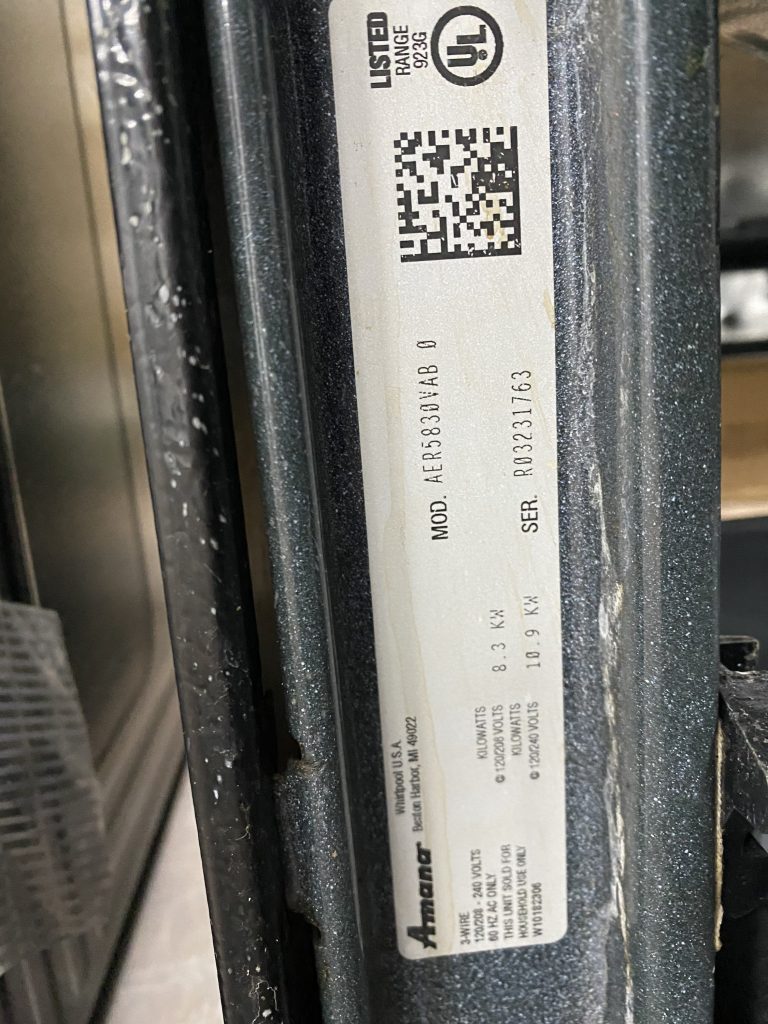 Amana
Whirlpool U.S.A.
Benton Harbor, MI 49022
3-WIRE
120/208 - 240 VOLTS
60 HZ AC ONLY
THIS UNIT SOLD FOR
HOUSEHOLD USE ONLY
W10182306
KILOWATTS
@ 120/208 VOLTS 8.3 KW
KILOWATTS
@ 120/240 VOLTS 10.9 KW
MOD. AER5830VAB 0
SER. R03231763
LISTED
RANGE
923G
UL